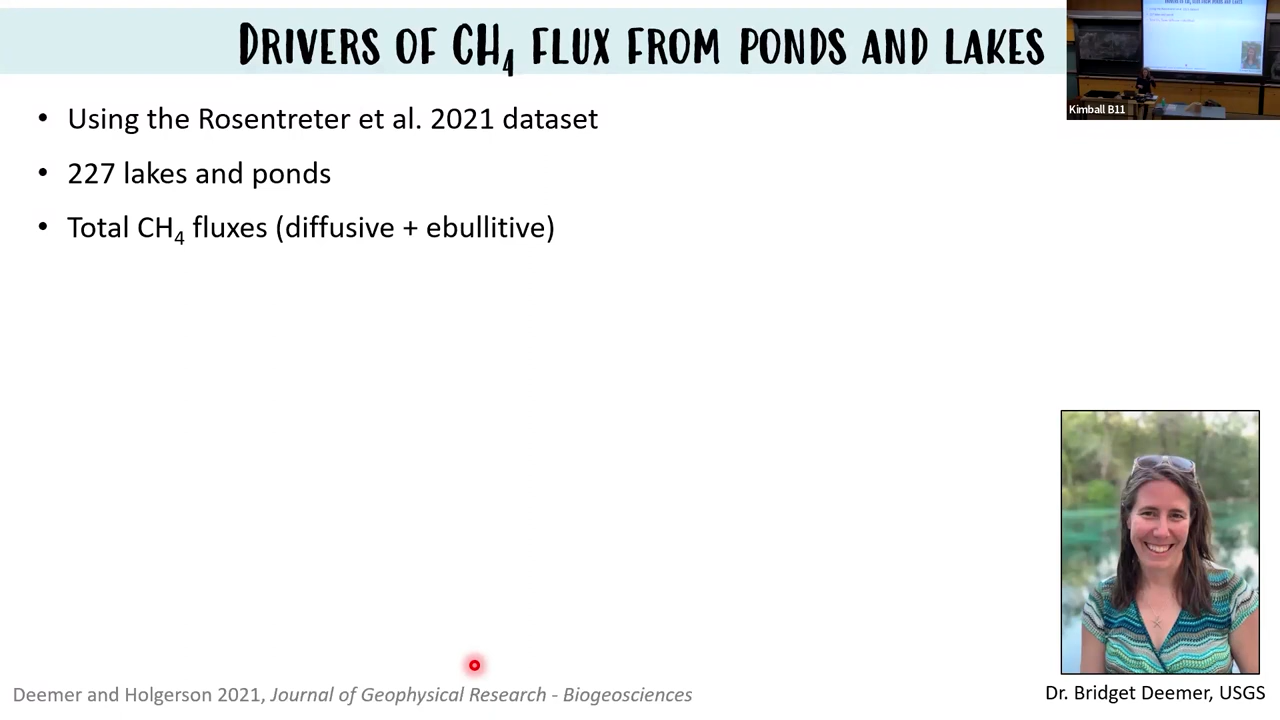 DRIVERS OF CH4 FLUX FROM PONDS AND LAKES
Kimball B11
• Using the Rosentreter et al. 2021 dataset
• 227 lakes and ponds
• Total CH4 fluxes (diffusive + ebullitive)
Deemer and Holgerson 2021, Journal of Geophysical Research - Biogeosciences
Dr. Bridget Deemer, USGS